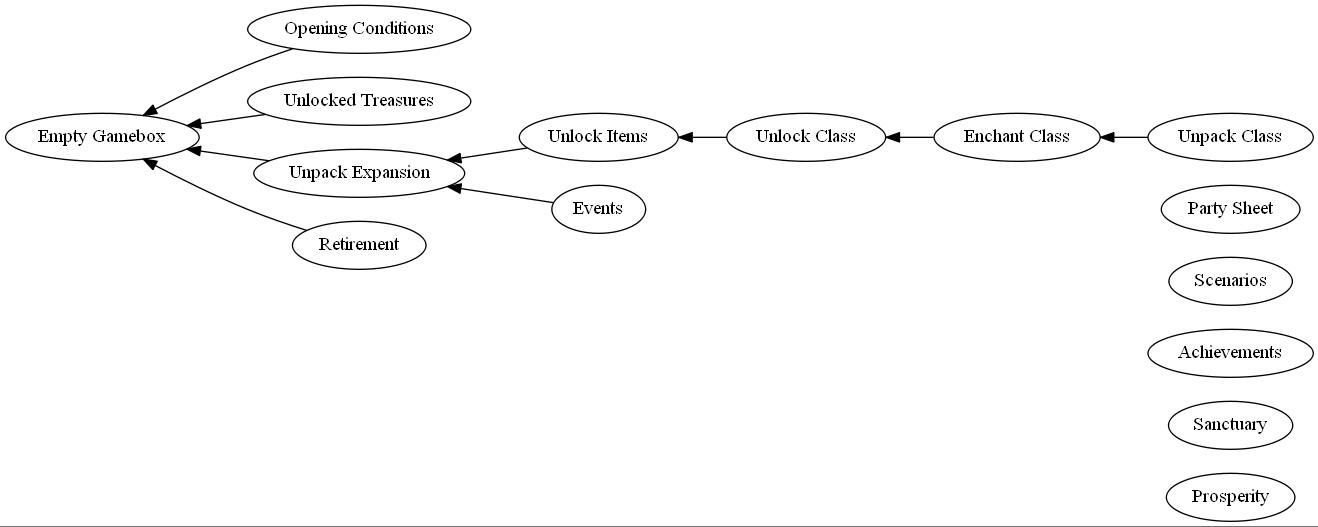 Opening Conditions
Unlocked Treasures
Empty Gamebox
Unlock Items
Unlock Class
Enchant Class
Unpack Class
Unpack Expansion
Events
Party Sheet
Retirement
Scenarios
Achievements
Sanctuary
Prosperity